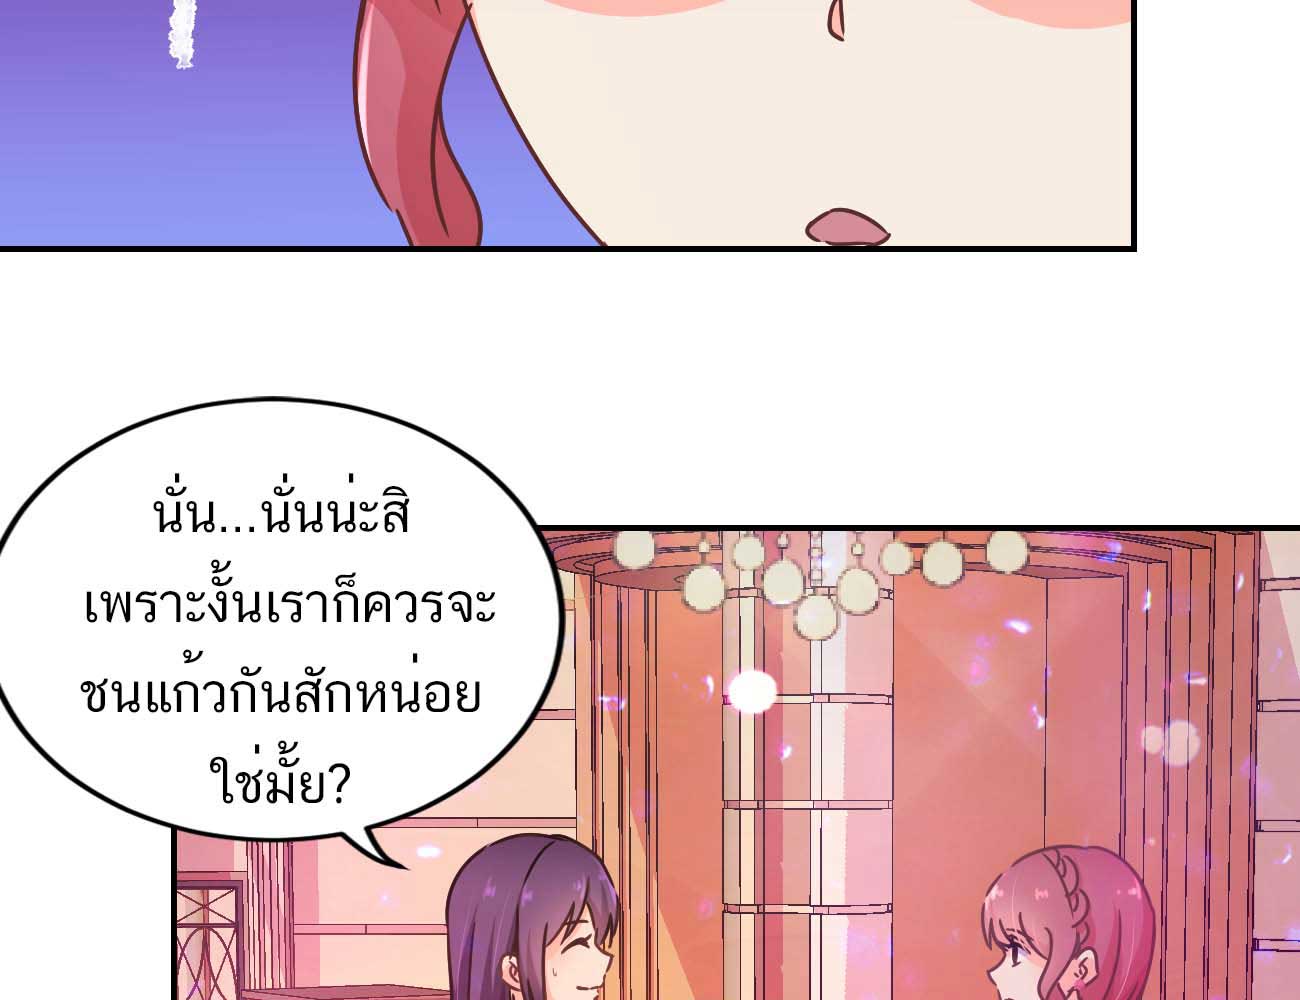 นั่น...นั่นน่ะสิ
เพราะงั้นเราก็ควรจะ
ชนแก้วกันสักหน่อย
ใช่มั้ย?